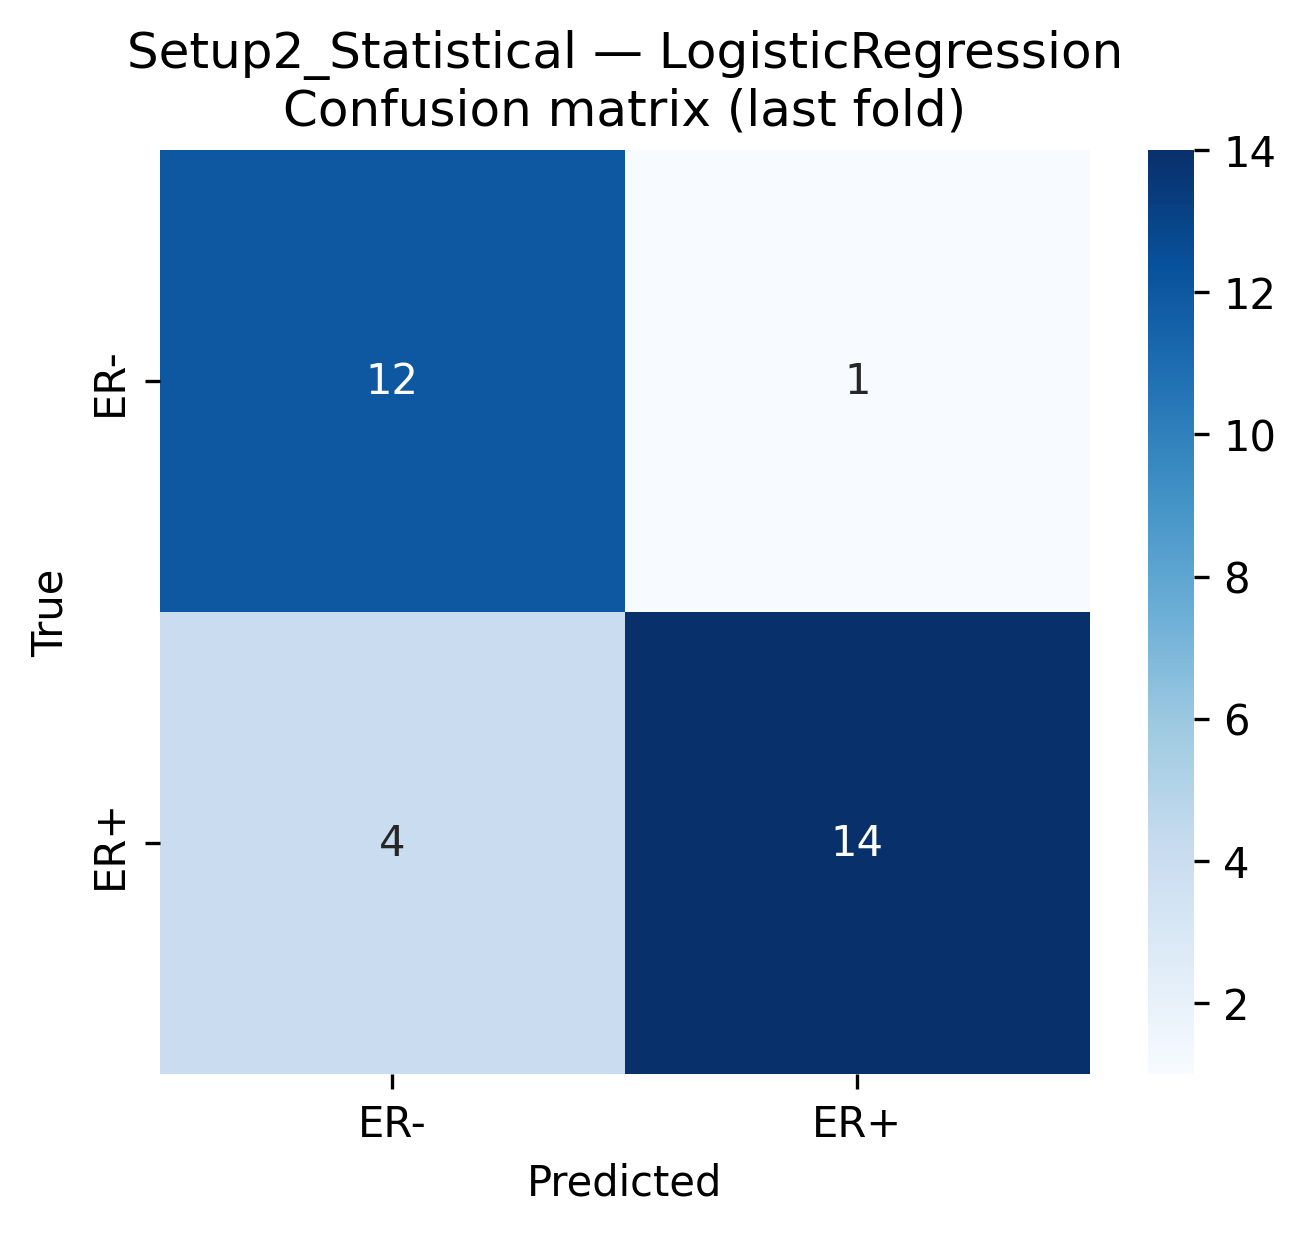 Setup2_Statistical — LogisticRegression
Confusion matrix (last fold)
True
ER-
ER+
12
1
4
14
ER-
ER+
Predicted
14
12
10
8
6
4
2